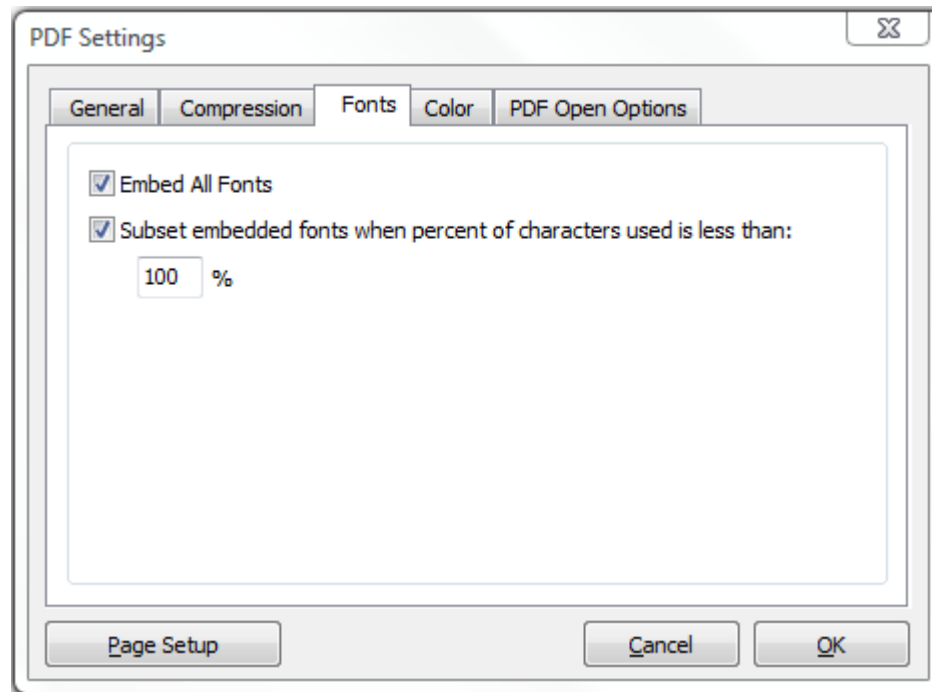 PDF Settings
General Compression Fonts Color PDF Open Options
Embed All Fonts
Subset embedded fonts when percent of characters used is less than:
100 %
Page Setup Cancel OK